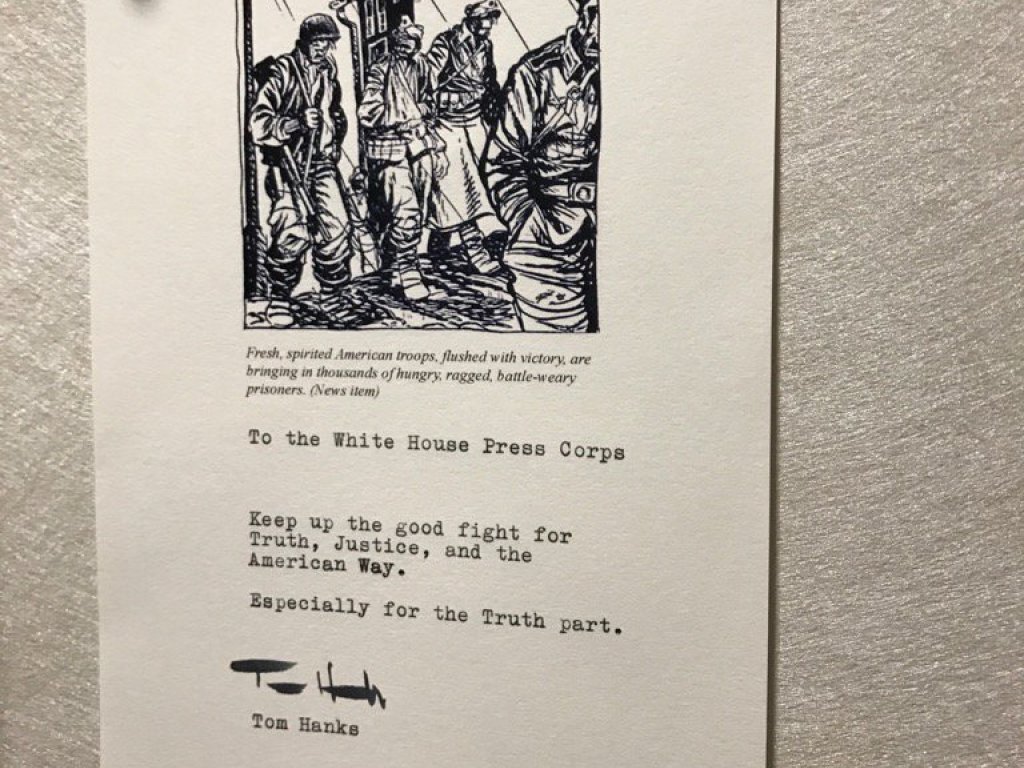 Fresh, spirited American troops, flushed with victory, are
bringing in thousands of hungry, ragged, battle-weary
prisoners. (News item)
To the White House Press Corps
Keep up the good fight for
Truth, Justice, and the
American Way.
Especially for the Truth part.
Tom Hanks
Tom Hanks